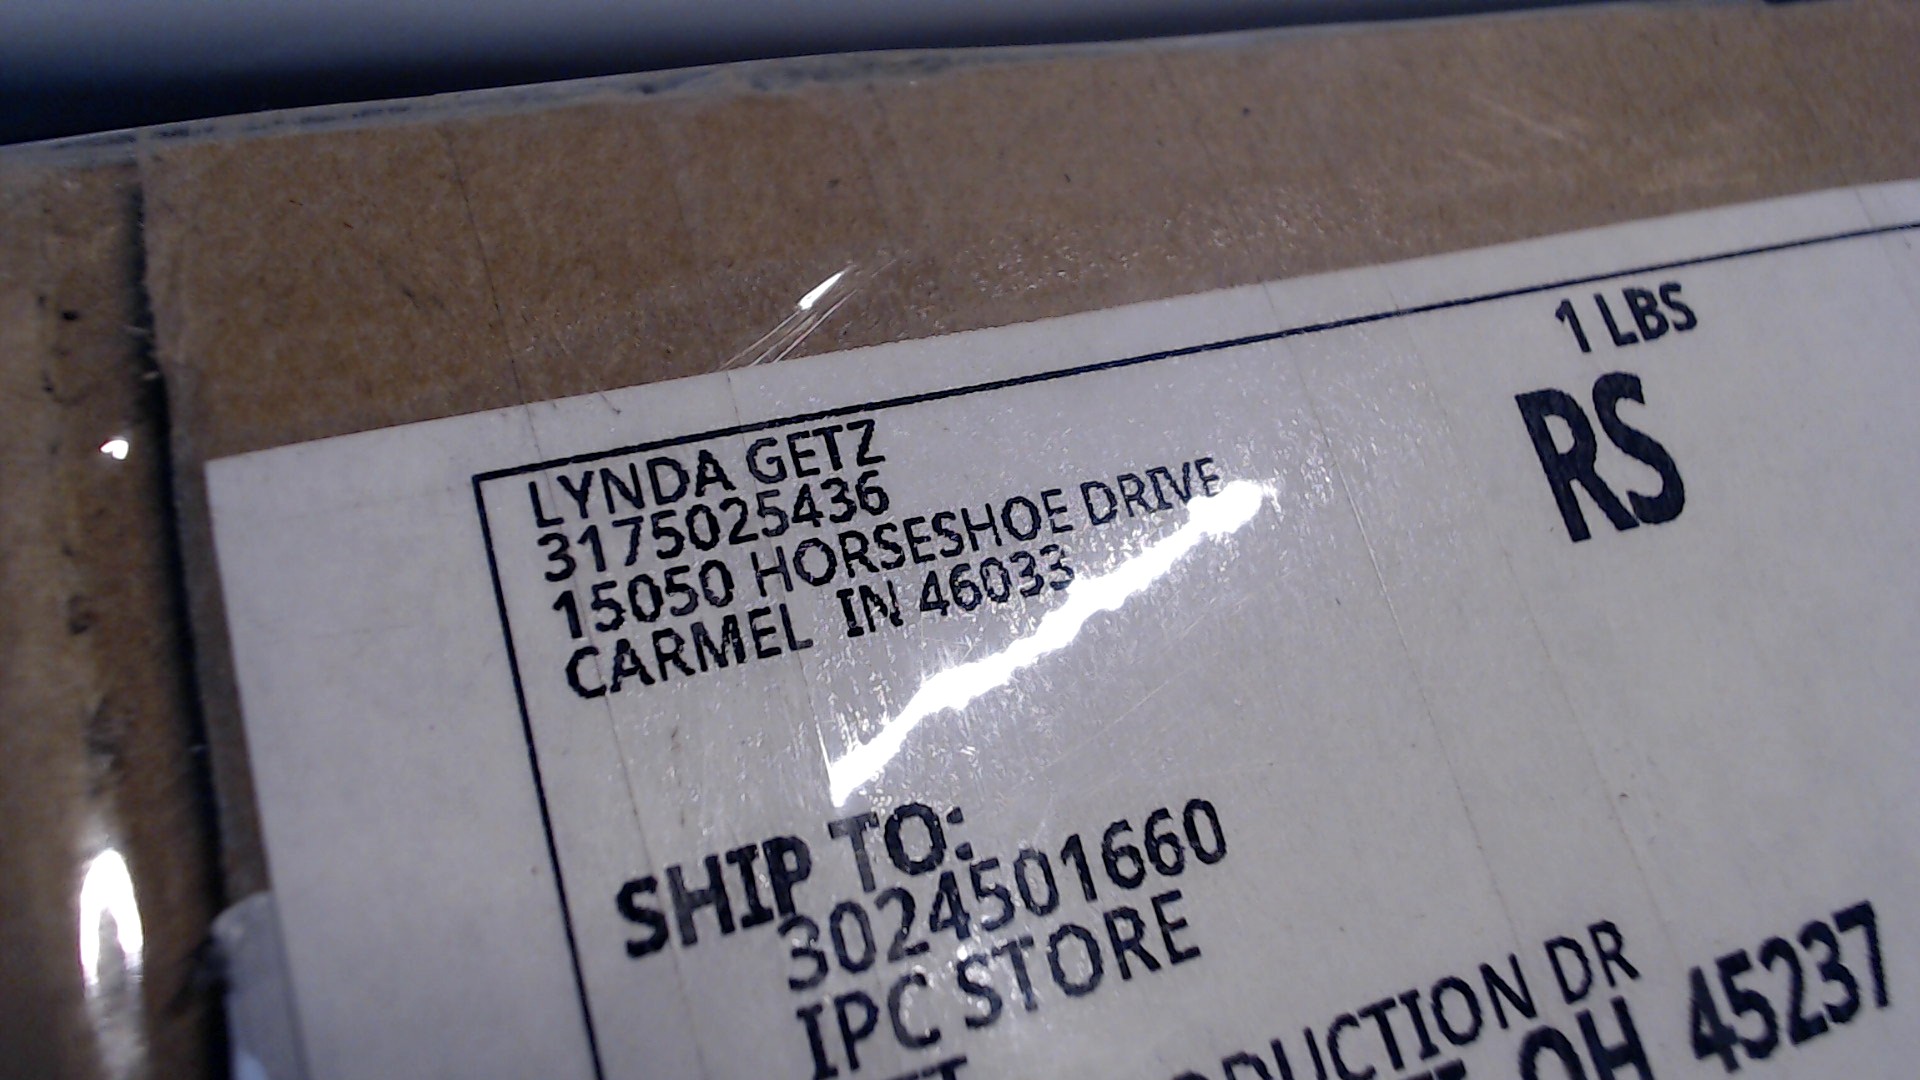 1 LBS
RS
LYNDA GETZ
3175025436
15050 HORSESHOE DRIVE
CARMEL IN 46033
SHIP TO:
3024501660
IPC STORE
DR
OH 45237